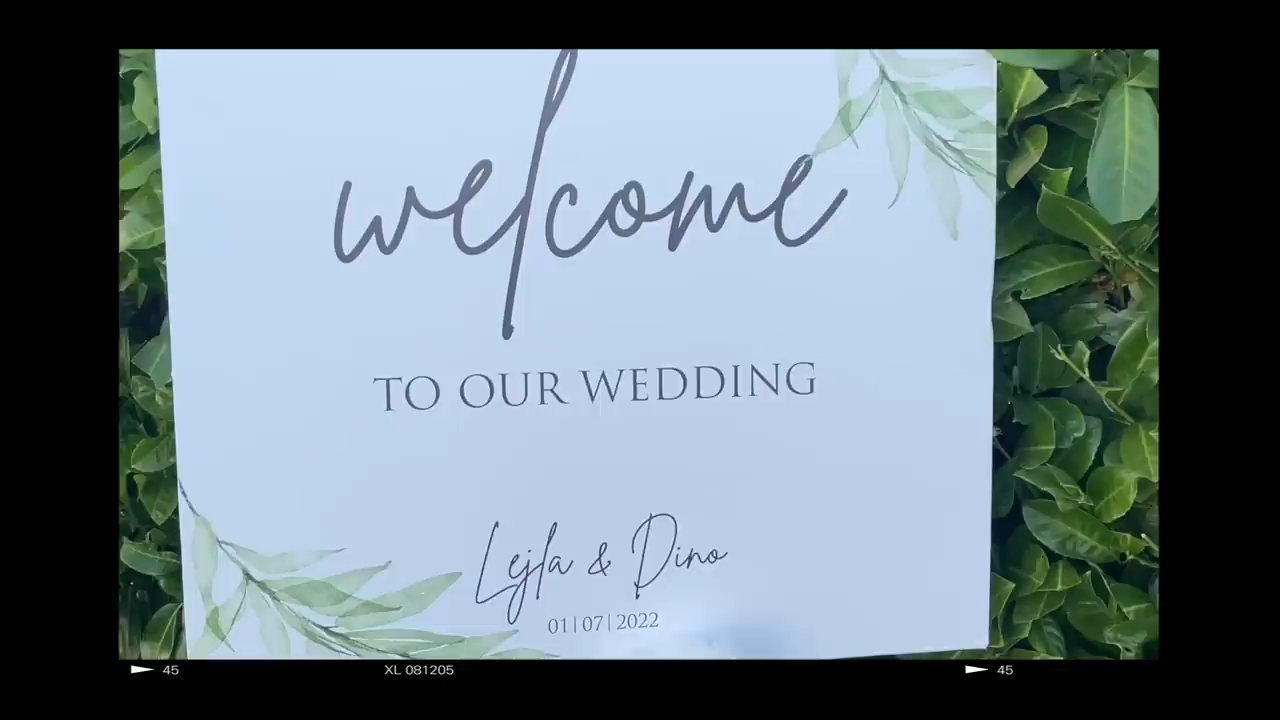 welcome
TO OUR WEDDING
Lejla & Dino
01|07|2022
45 XL 081205 45